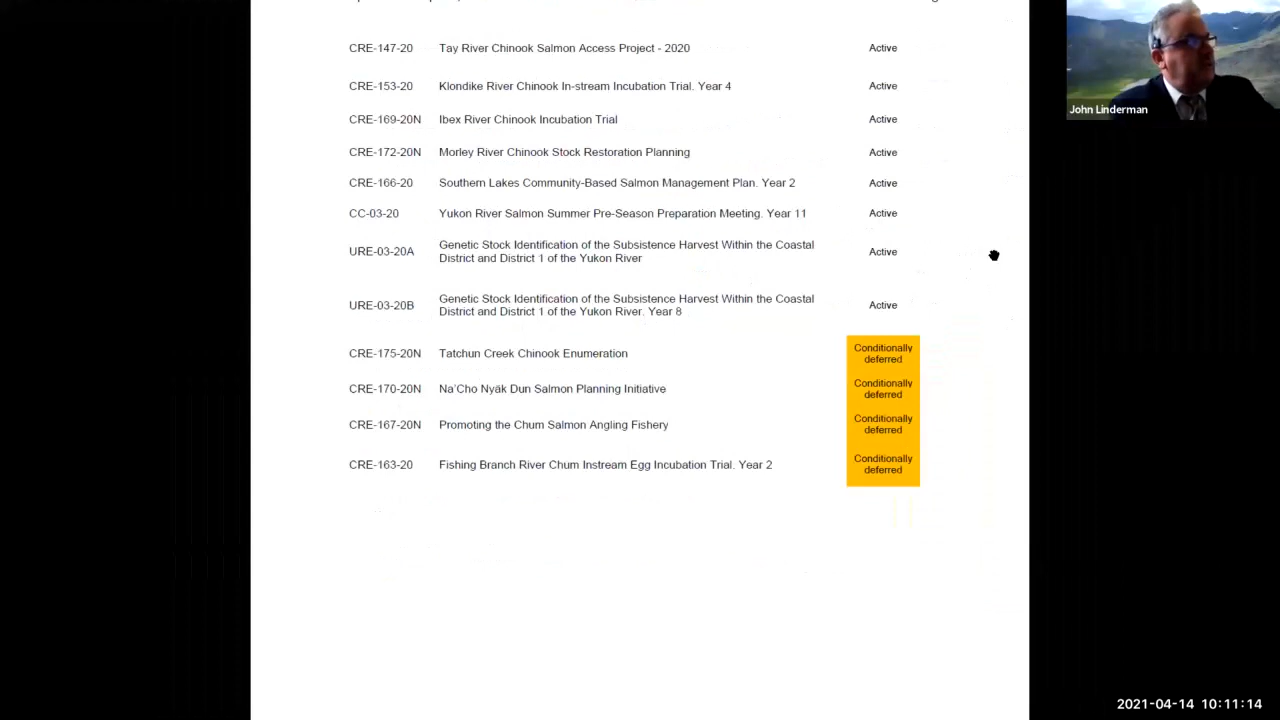 CRE-147-20 Tay River Chinook Salmon Access Project - 2020 Active
CRE-153-20 Klondike River Chinook In-stream Incubation Trial. Year 4 Active
CRE-169-20N Ibex River Chinook Incubation Trial Active
CRE-172-20N Morley River Chinook Stock Restoration Planning Active
CRE-166-20 Southern Lakes Community-Based Salmon Management Plan. Year 2 Active
CC-03-20 Yukon River Salmon Summer Pre-Season Preparation Meeting. Year 11 Active
URE-03-20A Genetic Stock Identification of the Subsistence Harvest Within the Coastal
District and District 1 of the Yukon River Active
URE-03-20B Genetic Stock Identification of the Subsistence Harvest Within the Coastal
District and District 1 of the Yukon River. Year 8 Active
CRE-175-20N Tatchun Creek Chinook Enumeration Conditionally
deferred
CRE-170-20N Na'Cho Nyäk Dun Salmon Planning Initiative Conditionally
deferred
CRE-167-20N Promoting the Chum Salmon Angling Fishery Conditionally
deferred
CRE-163-20 Fishing Branch River Chum Instream Egg Incubation Trial. Year 2 Conditionally
deferred
John Linderman
2021-04-14 10:11:14